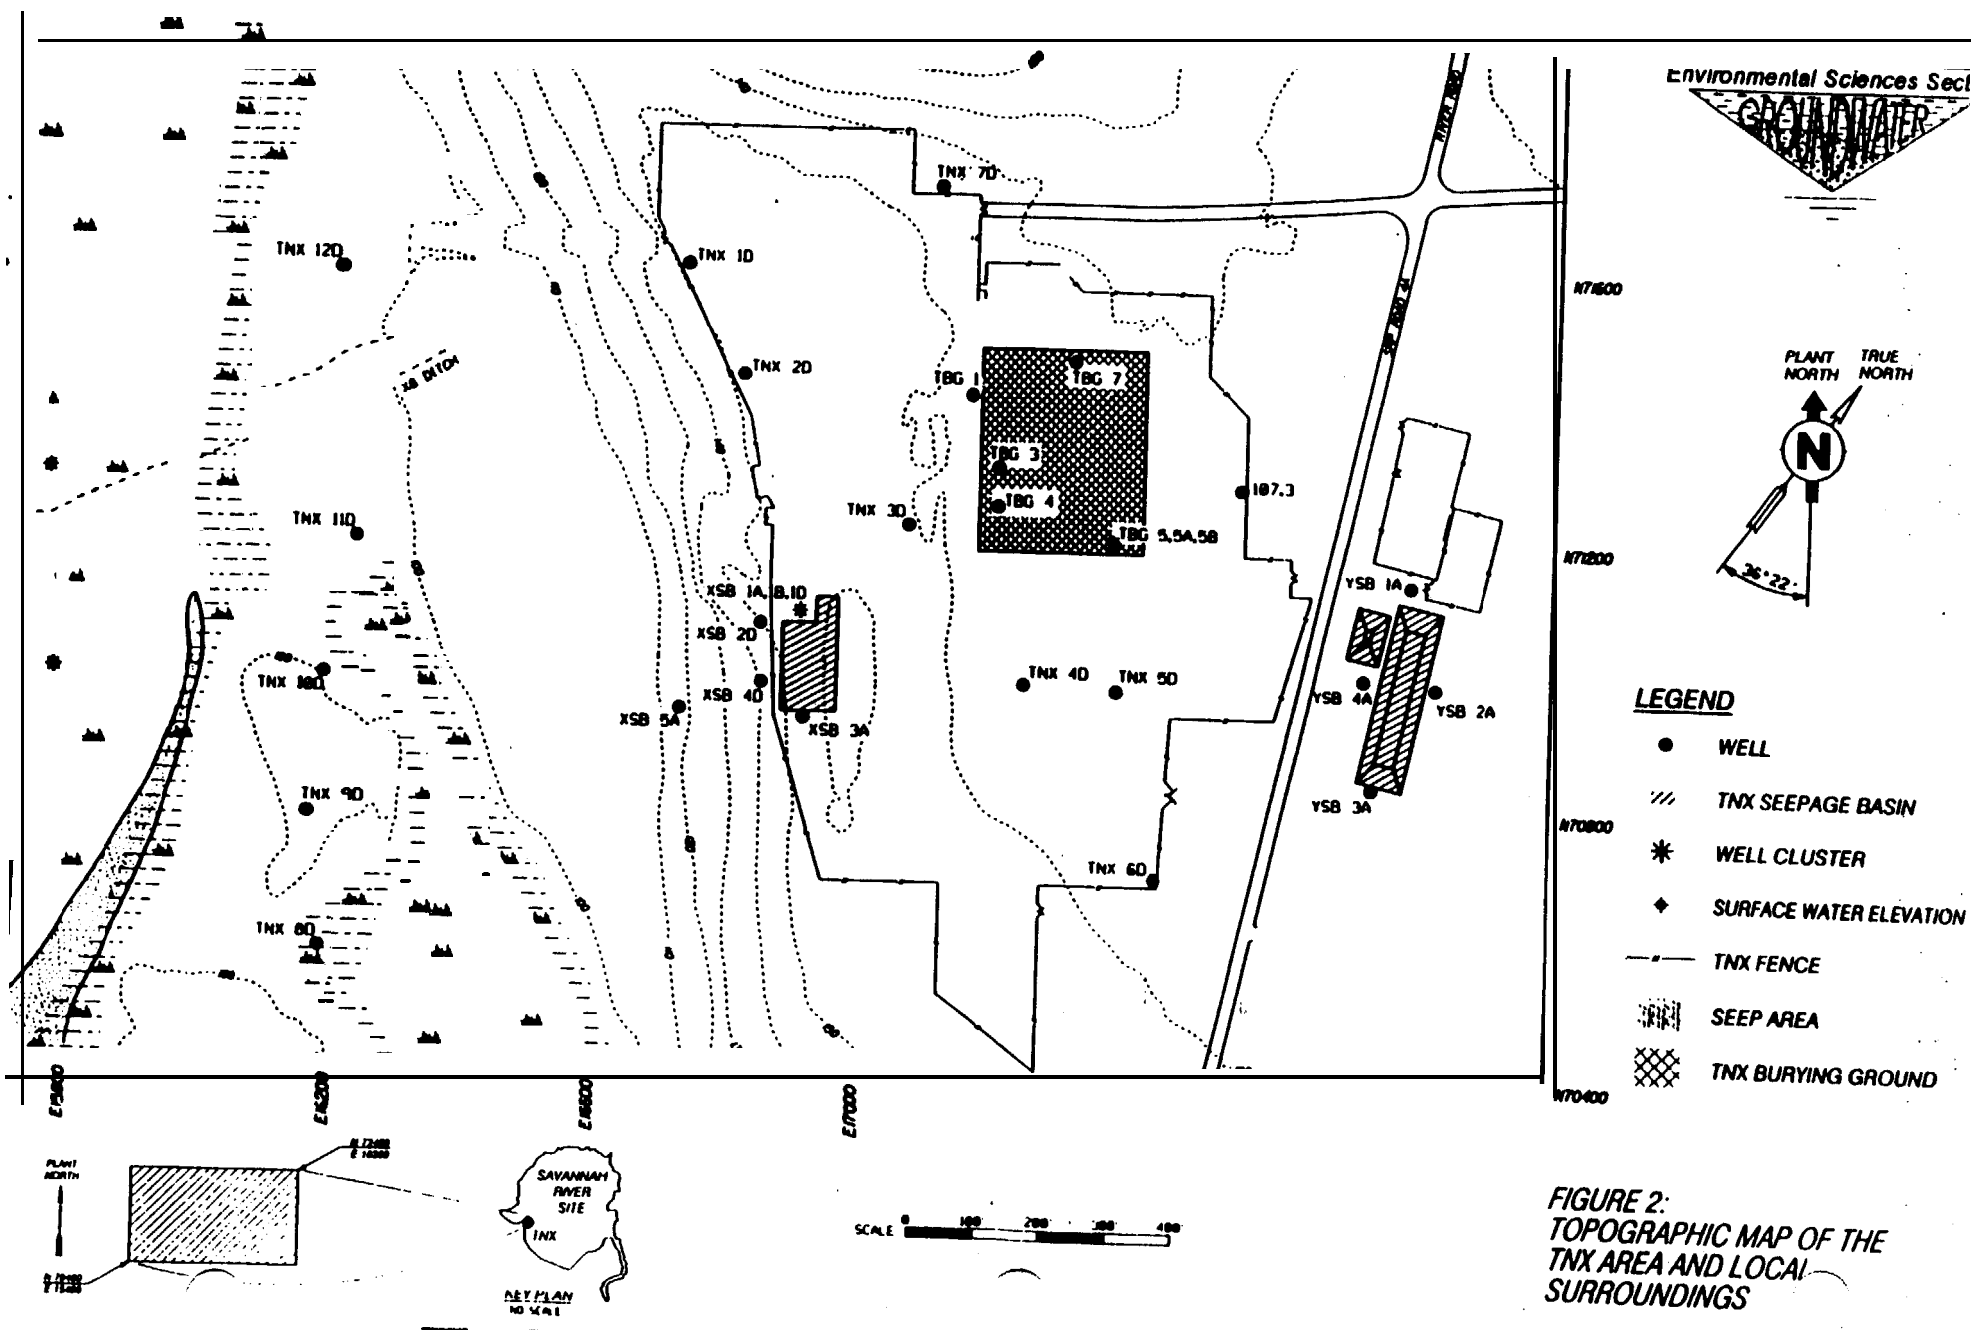 Environmental Sciences Sect
GROUNDWATER
RIVER ROAD
TNX 7D
TNX 12D
TNX 1D
N71600
XB DITCH
TNX 2D
TBG 1
TBG 7
PLANT NORTH
TRUE NORTH
N
36°22'
TBG 3
TBG 4
187.3
TNX 3D
TNX 11D
TBG 5,5A,5B
N71200
YSB 1A
XSB 1A,B,1D
XSB 2D
TNX 10D
XSB 4D
XSB 5A
XSB 3A
TNX 4D
TNX 5D
YSB 4A
YSB 2A
YSB 3A
TNX 9D
N70800
TNX 6D
TNX 8D
LEGEND
WELL
TNX SEEPAGE BASIN
WELL CLUSTER
SURFACE WATER ELEVATION
TNX FENCE
SEEP AREA
TNX BURYING GROUND
N70400
E15800
E16200
E16600
E17000
PLANT
NORTH
SAVANNAH
RIVER
SITE
TNX
KEY PLAN
NO SCALE
SCALE 0 100' 200' 300' 400'
FIGURE 2:
TOPOGRAPHIC MAP OF THE
TNX AREA AND LOCAL
SURROUNDINGS